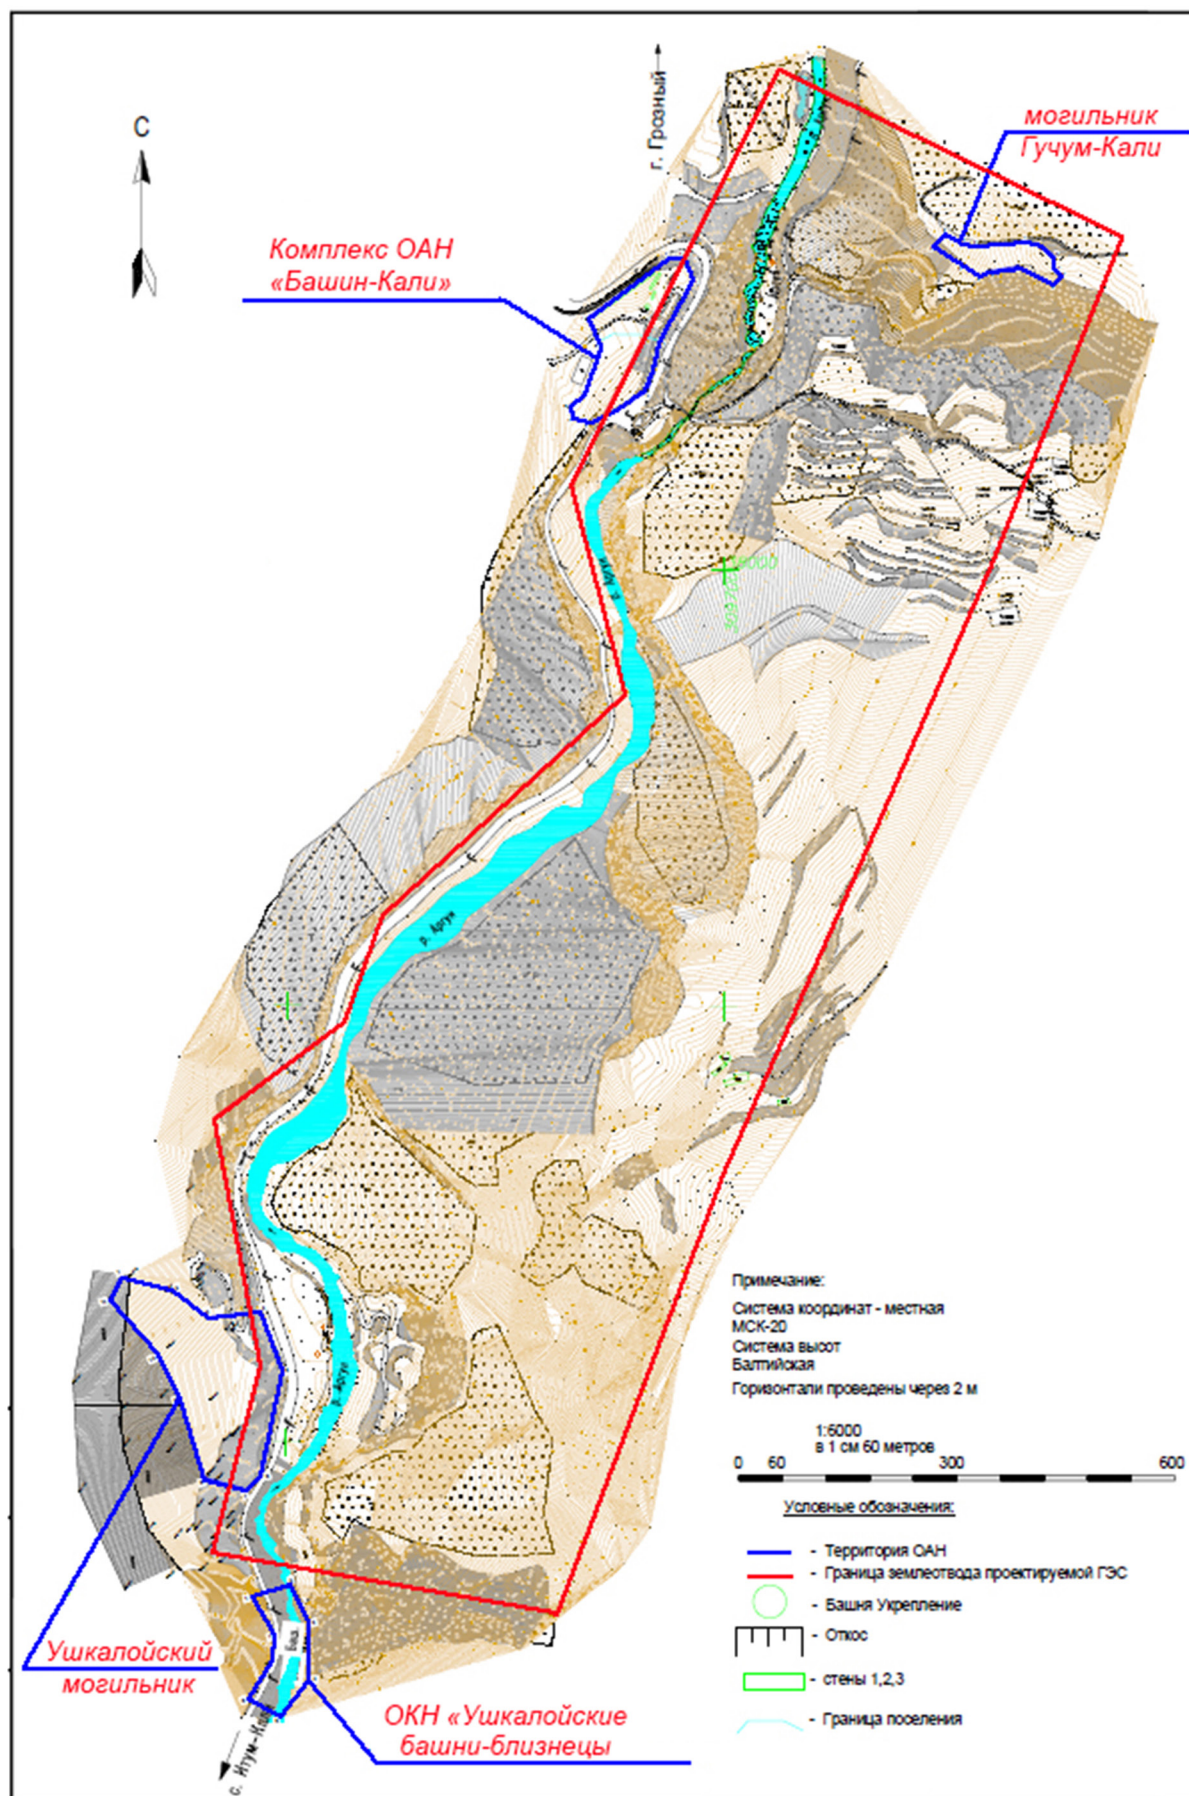 С
г. Грозный
могильник
Гучум-Кали
Комплекс ОАН
«Башин-Кали»
р. Аргун
р. Аргун
р. Аргун
Примечание:
Система координат - местная
МСК-20
Система высот
Балтийская
Горизонтали проведены через 2 м
1:6000
в 1 см 60 метров
0 60 300 600
Условные обозначения:
- Территория ОАН
- Граница землеотвода проектируемой ГЭС
- Башня Укрепление
- Откос
- стены 1,2,3
- Граница поселения
Ушкалойский
могильник
ОКН «Ушкалойские
башни-близнецы
с. Итум-Кали